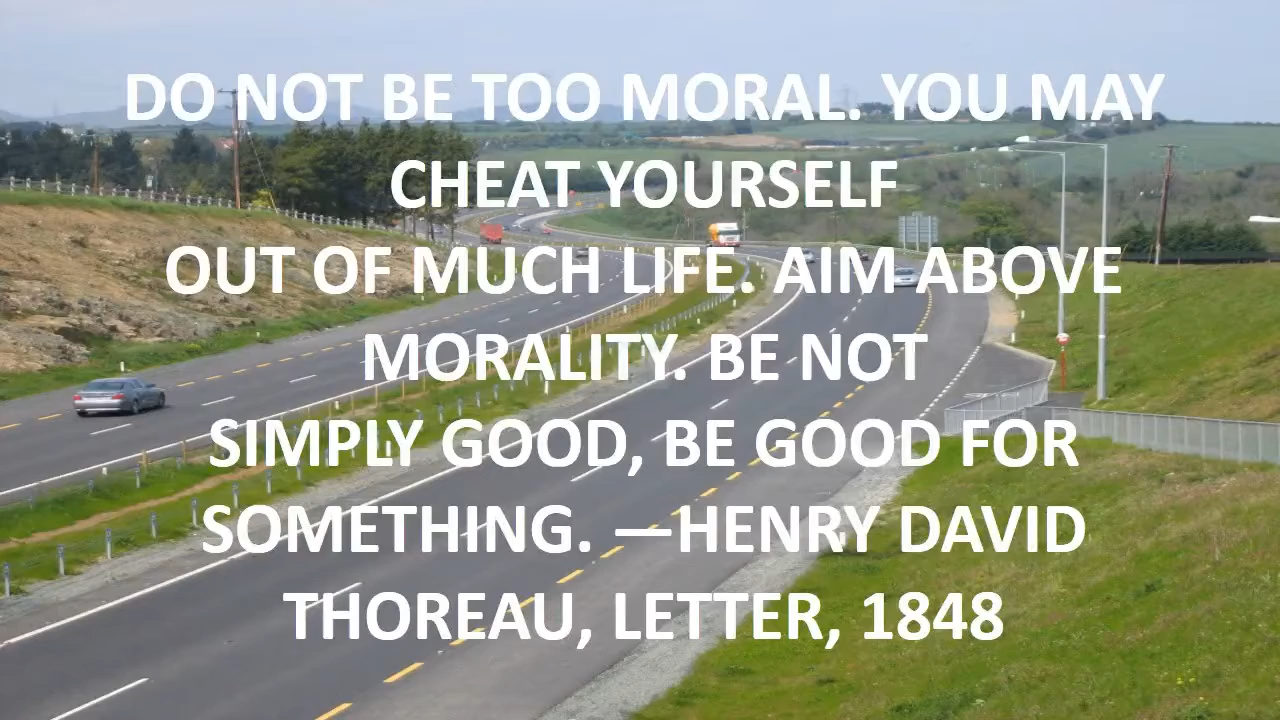 DO NOT BE TOO MORAL. YOU MAY
CHEAT YOURSELF
OUT OF MUCH LIFE. AIM ABOVE
MORALITY. BE NOT
SIMPLY GOOD, BE GOOD FOR
SOMETHING. —HENRY DAVID
THOREAU, LETTER, 1848